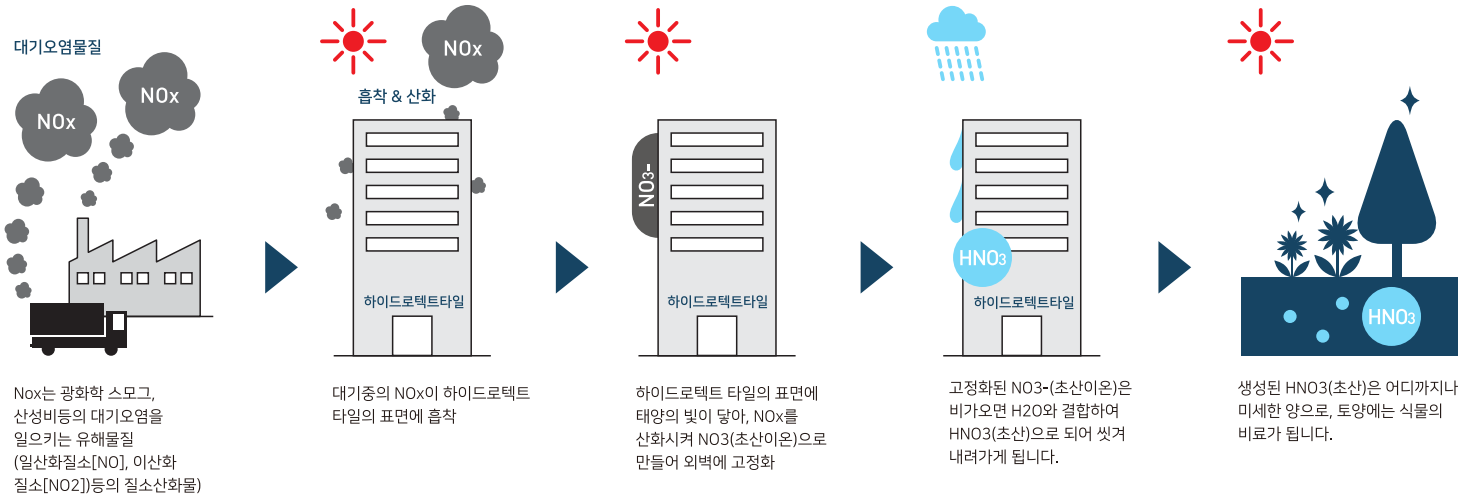 대기오염물질
NOx
NOx
Nox는 광화학 스모그,
산성비등의 대기오염을
일으키는 유해물질
(일산화질소[NO], 이산화
질소[NO2])등의 질소산화물)
NOx
흡착 & 산화
하이드로텍트타일
대기중의 NOx이 하이드로텍트
타일의 표면에 흡착
NO3-
하이드로텍트타일
하이드로텍트 타일의 표면에
태양의 빛이 닿아, NOx를
산화시켜 NO3(초산이온)으로
만들어 외벽에 고정화
HNO3
하이드로텍트타일
고정화된 NO3-(초산이온)은
비가오면 H2O와 결합하여
HNO3(초산)으로 되어 씻겨
내려가게 됩니다.
HNO3
생성된 HNO3(초산)은 어디까지나
미세한 양으로, 토양에는 식물의
비료가 됩니다.